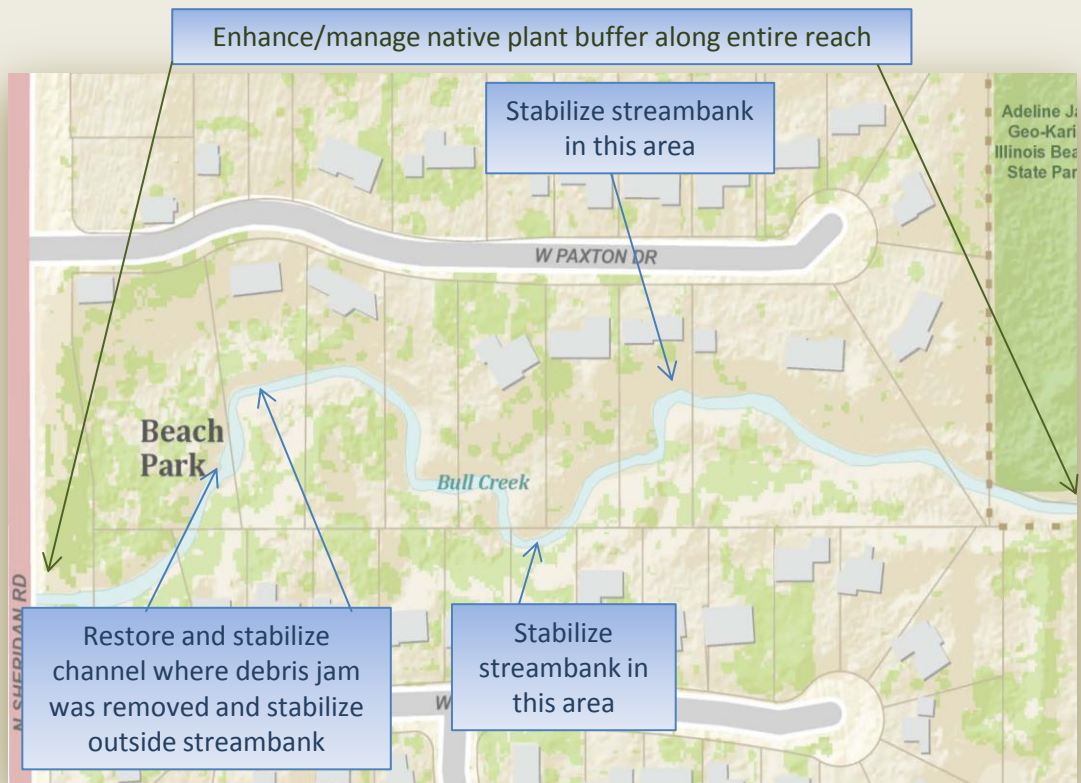 Enhance/manage native plant buffer along entire reach
Stabilize streambank
in this area
Adeline Ja
Geo-Kari
Illinois Bea
State Par
W PAXTON DR
Beach
Park
Bull Creek
N SHERIDAN RD
Restore and stabilize
channel where debris jam
was removed and stabilize
outside streambank
Stabilize
streambank in
this area
W